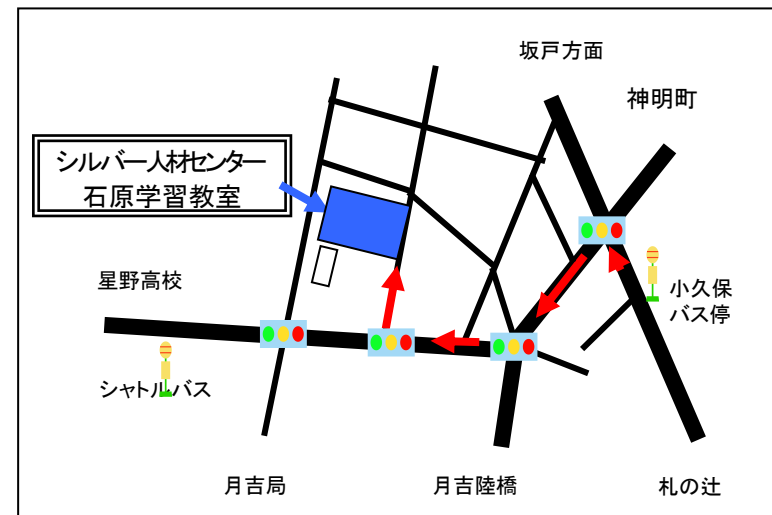 坂戸方面
神明町
シルバー人材センター
石原学習教室
星野高校
小久保
バス停
シャトルバス
月吉局
月吉陸橋
札の辻